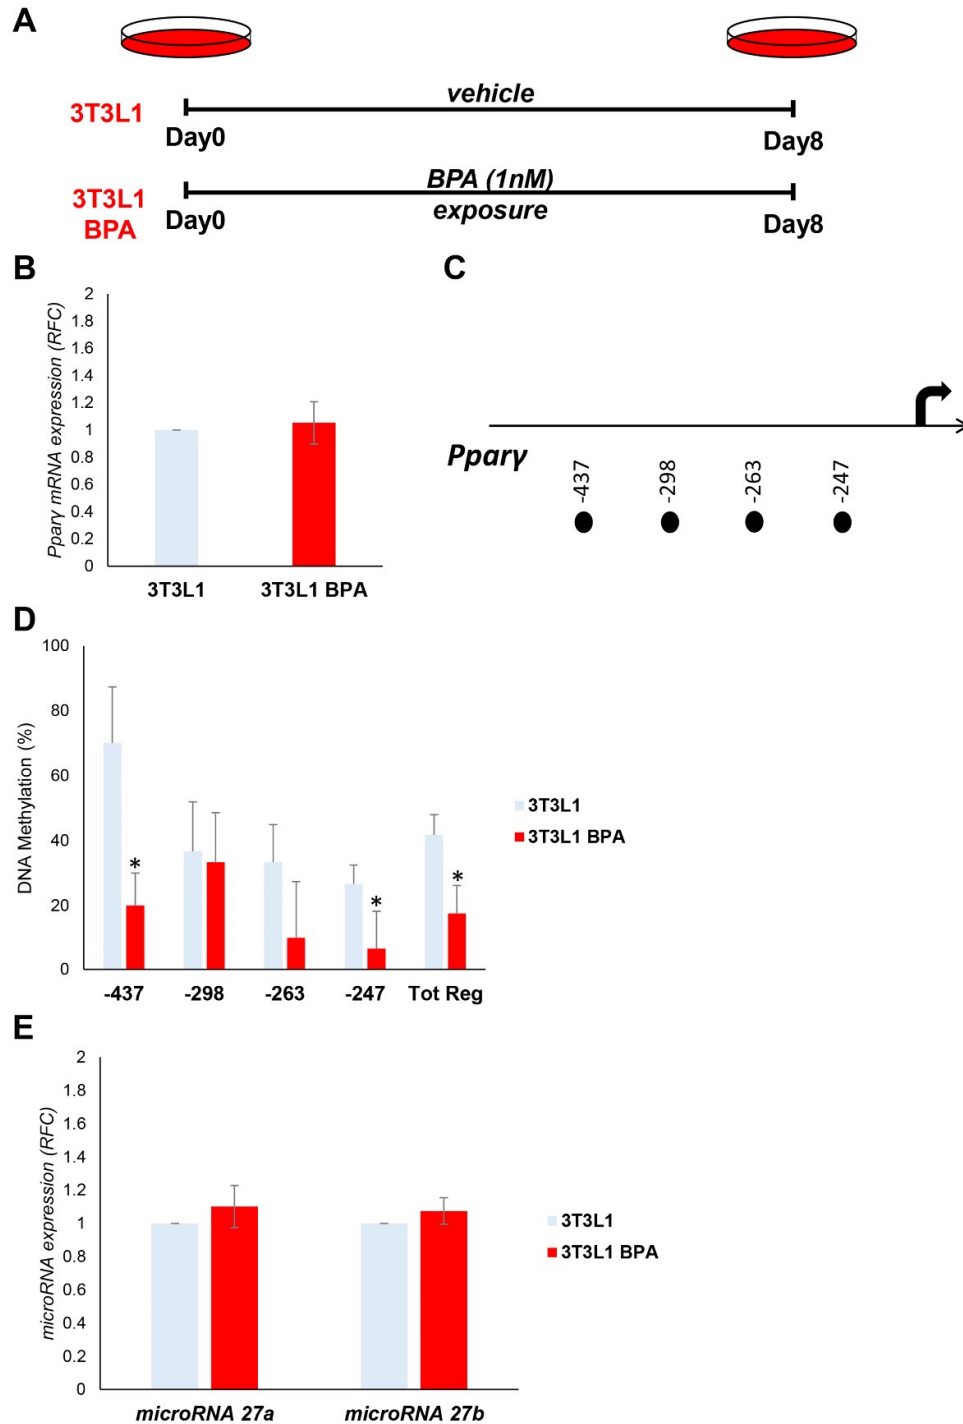 A
3T3L1
vehicle
Day0
Day8
3T3L1
BPA
BPA (1nM)
exposure
Day0
Day8
B
Pparγ mRNA expression (RFC)
2
1.8
1.6
1.4
1.2
1
0.8
0.6
0.4
0.2
0
3T3L1
3T3L1 BPA
C
Pparγ
-437
-298
-263
-247
D
DNA Methylation (%)
100
80
60
40
20
0
*
*
*
-437
-298
-263
-247
Tot Reg
3T3L1
3T3L1 BPA
E
microRNA expression (RFC)
2
1.8
1.6
1.4
1.2
1
0.8
0.6
0.4
0.2
0
microRNA 27a
microRNA 27b
3T3L1
3T3L1 BPA